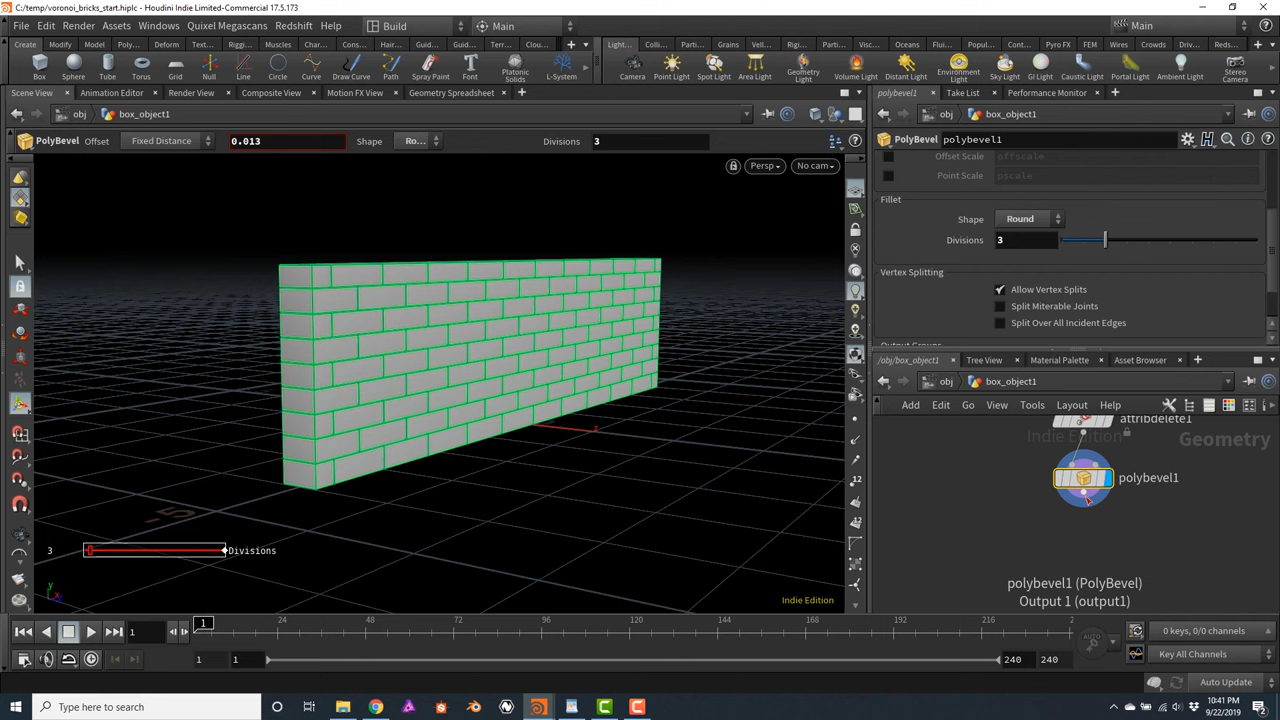 C:/temp/voronoi_bricks_start.hiplc - Houdini Indie Limited-Commercial 17.5.173
File Edit Render Assets Windows Quixel Megascans Redshift Help Build Main Main
Create Modify Model Poly... Deform Text... Riggi... Muscles Char... Cons... Hair... Guid... Guid... Terr... Clou...
Light... Colli... Parti... Grains Vell... Rigi... Parti... Visc... Oceans Flui... Popul... Cont... Pyro FX FEM Wires Crowds Driv... Reds...
Box Sphere Tube Torus Grid Null Line Circle Curve Draw Curve Path Spray Paint Font Platonic Solids L-System
Camera Point Light Spot Light Area Light Geometry Light Volume Light Distant Light Environment Light Sky Light GI Light Caustic Light Portal Light Ambient Light Stereo Camera
Scene View Animation Editor Render View Composite View Motion FX View Geometry Spreadsheet
polybevel1 Take List Performance Monitor
obj box_object1
obj box_object1
PolyBevel Offset Fixed Distance 0.013 Shape Ro... Divisions 3
PolyBevel polybevel1
Persp No cam
Offset Scale offscale
Point Scale pscale
Fillet
Shape Round
Divisions 3
Vertex Splitting
Allow Vertex Splits
Split Miterable Joints
Split Over All Incident Edges
/obj/box_object1 Tree View Material Palette Asset Browser
obj box_object1
Add Edit Go View Tools Layout Help
attribdelete1
Indie Edition Geometry
polybevel1
-5
z
12
12
3 Divisions
y
x
z
Indie Edition
polybevel1 (PolyBevel)
Output 1 (output1)
1 1 24 48 72 96 120 144 168 192 216 2
0 keys, 0/0 channels
AUTO
1 1 240 240 Key All Channels
Auto Update
Type here to search
10:41 PM
9/22/2019